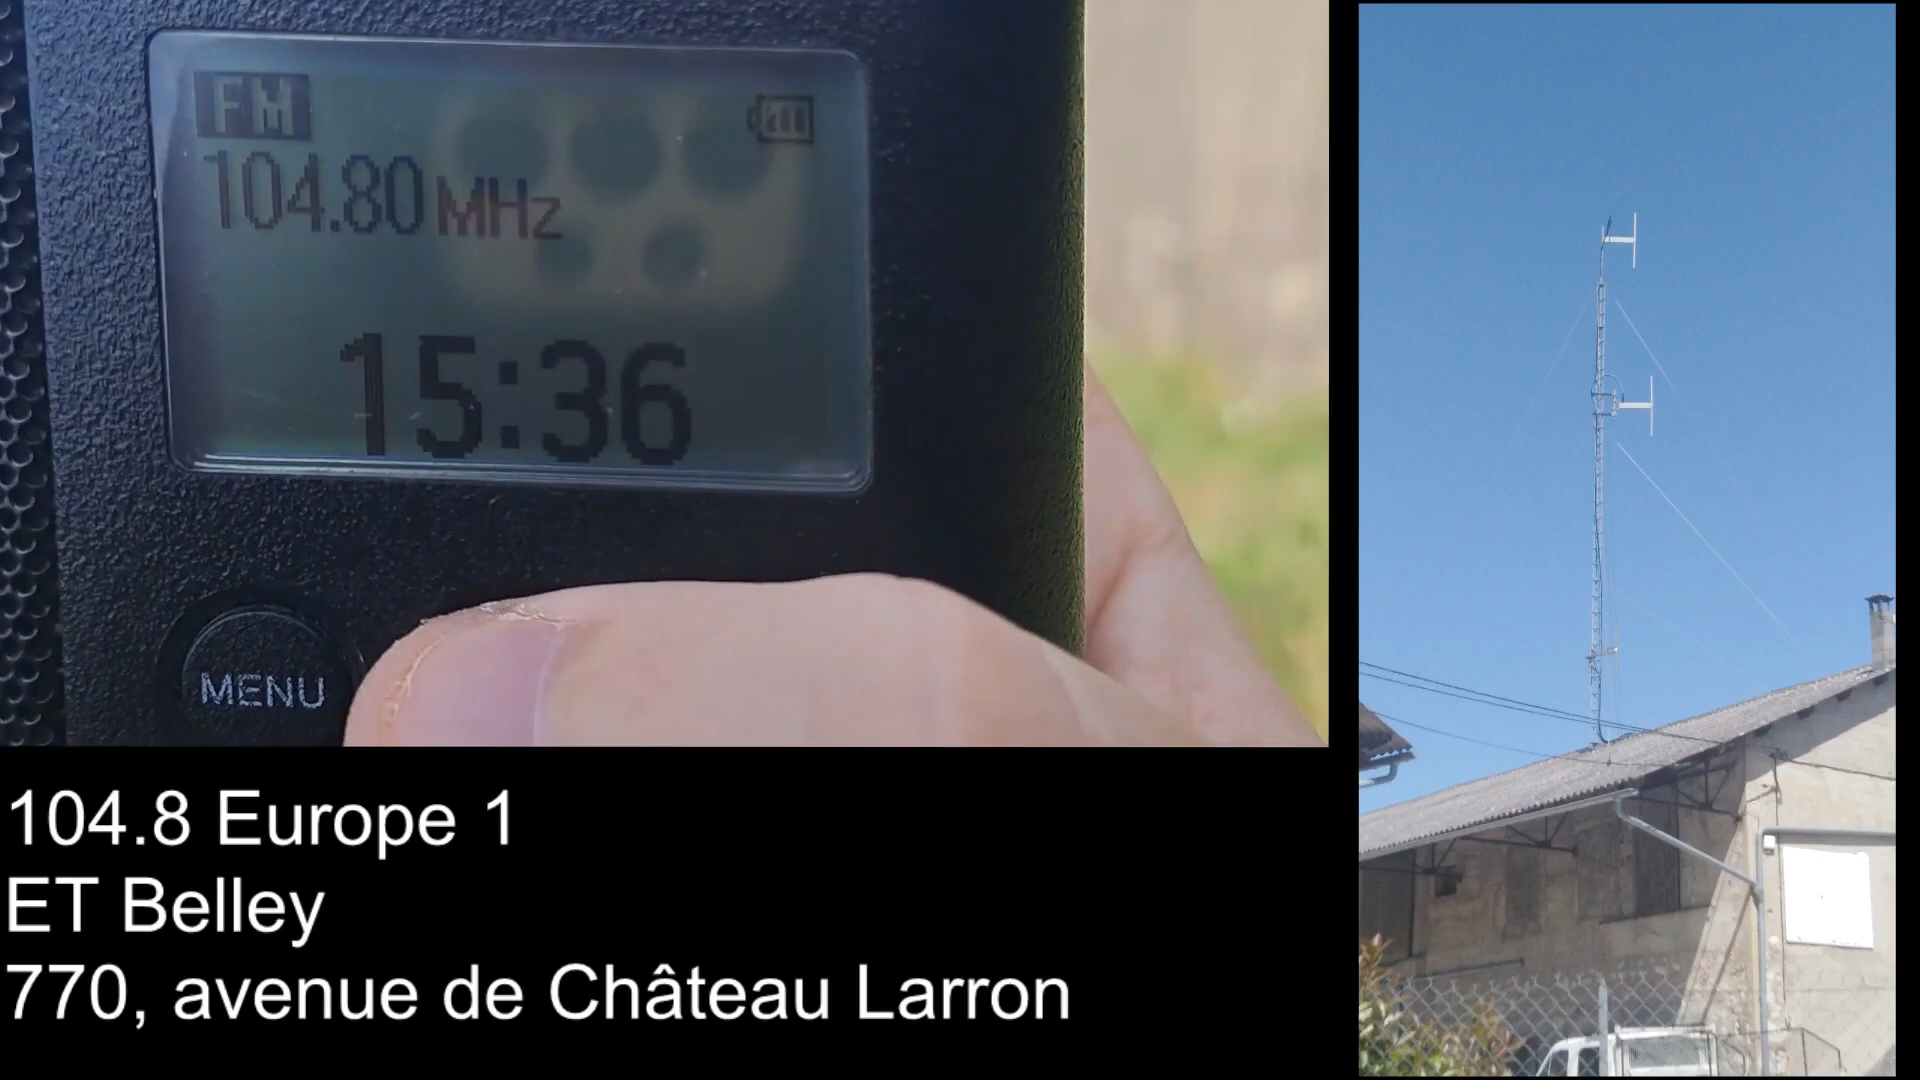 FM
104.80 MHz
15:36
MENU
104.8 Europe 1
ET Belley
770, avenue de Château Larron